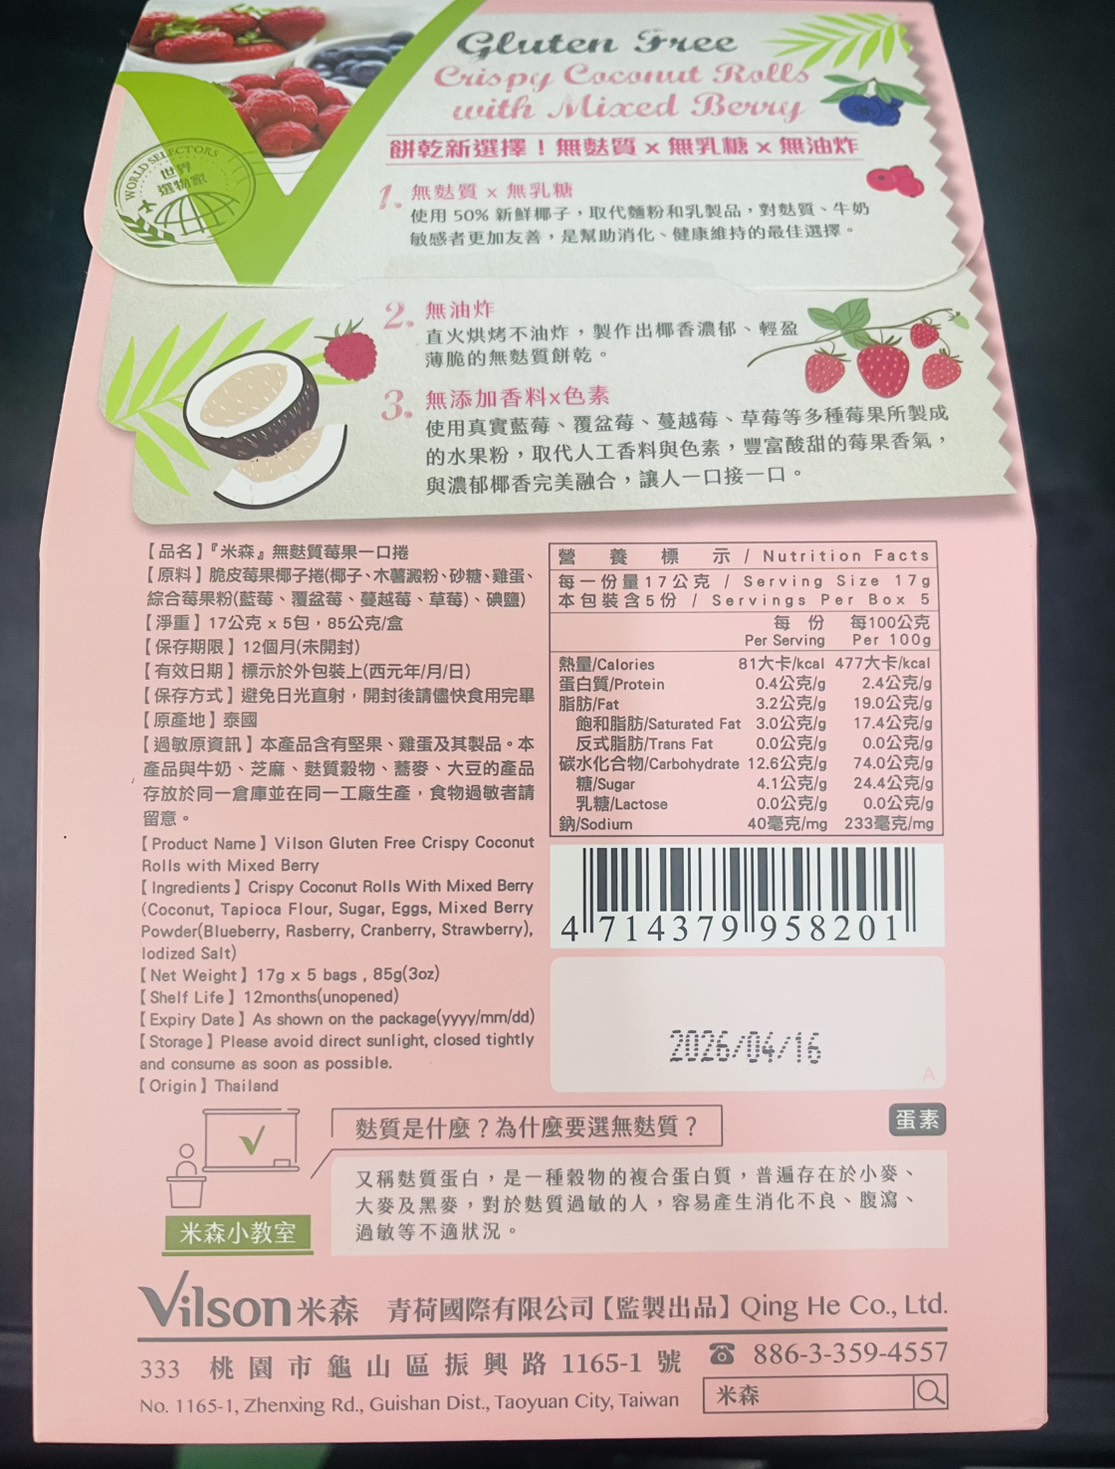 Gluten Free
Crispy Coconut Rolls
with Mixed Berry
餅乾新選擇！無麩質 x 無乳糖 x 無油炸
WORLD SELECTORS
世界
選物家
1. 無麩質 x 無乳糖
使用 50% 新鮮椰子，取代麵粉和乳製品，對麩質、牛奶
敏感者更加友善，是幫助消化、健康維持的最佳選擇。
2. 無油炸
直火烘烤不油炸，製作出椰香濃郁、輕盈
薄脆的無麩質餅乾。
3. 無添加香料x色素
使用真實藍莓、覆盆莓、蔓越莓、草莓等多種莓果所製成
的水果粉，取代人工香料與色素，豐富酸甜的莓果香氣，
與濃郁椰香完美融合，讓人一口接一口。
【品名】『米森』無麩質莓果一口捲
【原料】脆皮莓果椰子捲(椰子、木薯澱粉、砂糖、雞蛋、
綜合莓果粉(藍莓、覆盆莓、蔓越莓、草莓)、碘鹽)
【淨重】17公克 x 5包，85公克/盒
【保存期限】12個月(未開封)
【有效日期】標示於外包裝上(西元年/月/日)
【保存方式】避免日光直射，開封後請儘快食用完畢
【原產地】泰國
【過敏原資訊】本產品含有堅果、雞蛋及其製品。本
產品與牛奶、芝麻、麩質穀物、蕎麥、大豆的產品
存放於同一倉庫並在同一工廠生產，食物過敏者請
留意。
【Product Name】Vilson Gluten Free Crispy Coconut
Rolls with Mixed Berry
【Ingredients】Crispy Coconut Rolls With Mixed Berry
(Coconut, Tapioca Flour, Sugar, Eggs, Mixed Berry
Powder(Blueberry, Rasberry, Cranberry, Strawberry),
Iodized Salt)
【Net Weight】17g x 5 bags , 85g(3oz)
【Shelf Life】12months(unopened)
【Expiry Date】As shown on the package(yyyy/mm/dd)
【Storage】Please avoid direct sunlight, closed tightly
and consume as soon as possible.
【Origin】Thailand
營 養 標 示 / Nutrition Facts
每一份量17公克 / Serving Size 17g
本包裝含5份 / Servings Per Box 5
每 份 每100公克
Per Serving Per 100g
熱量/Calories 81大卡/kcal 477大卡/kcal
蛋白質/Protein 0.4公克/g 2.4公克/g
脂肪/Fat 3.2公克/g 19.0公克/g
飽和脂肪/Saturated Fat 3.0公克/g 17.4公克/g
反式脂肪/Trans Fat 0.0公克/g 0.0公克/g
碳水化合物/Carbohydrate 12.6公克/g 74.0公克/g
糖/Sugar 4.1公克/g 24.4公克/g
乳糖/Lactose 0.0公克/g 0.0公克/g
鈉/Sodium 40毫克/mg 233毫克/mg
4 714379 958201
2026/04/16
A
蛋素
麩質是什麼？為什麼要選無麩質？
又稱麩質蛋白，是一種穀物的複合蛋白質，普遍存在於小麥、
大麥及黑麥，對於麩質過敏的人，容易產生消化不良、腹瀉、
過敏等不適狀況。
米森小教室
Vilson 米森 青荷國際有限公司【監製出品】Qing He Co., Ltd.
333 桃園市龜山區振興路 1165-1 號 ☎ 886-3-359-4557
No. 1165-1, Zhenxing Rd., Guishan Dist., Taoyuan City, Taiwan
米森